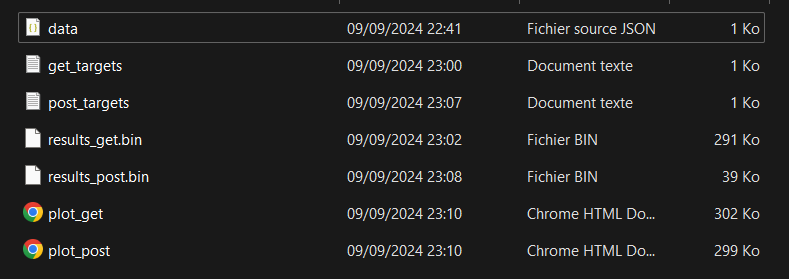 data 09/09/2024 22:41 Fichier source JSON 1 Ko
get_targets 09/09/2024 23:00 Document texte 1 Ko
post_targets 09/09/2024 23:07 Document texte 1 Ko
results_get.bin 09/09/2024 23:02 Fichier BIN 291 Ko
results_post.bin 09/09/2024 23:08 Fichier BIN 39 Ko
plot_get 09/09/2024 23:10 Chrome HTML Do... 302 Ko
plot_post 09/09/2024 23:10 Chrome HTML Do... 299 Ko